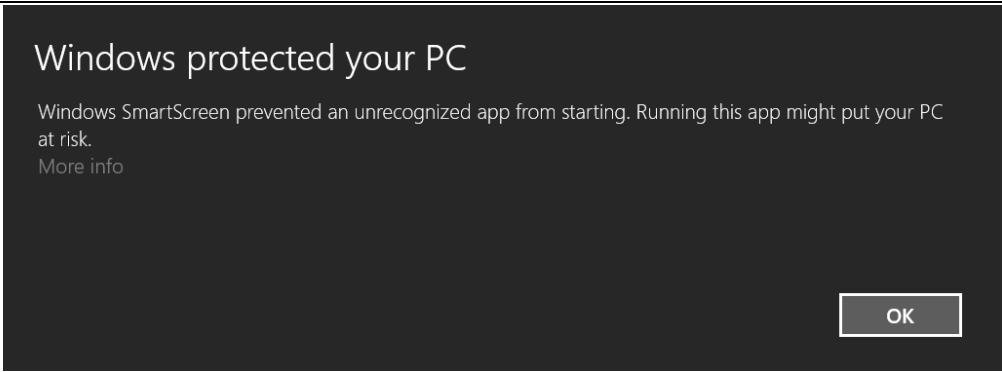 Windows protected your PC
Windows SmartScreen prevented an unrecognized app from starting. Running this app might put your PC
at risk.
More info
OK